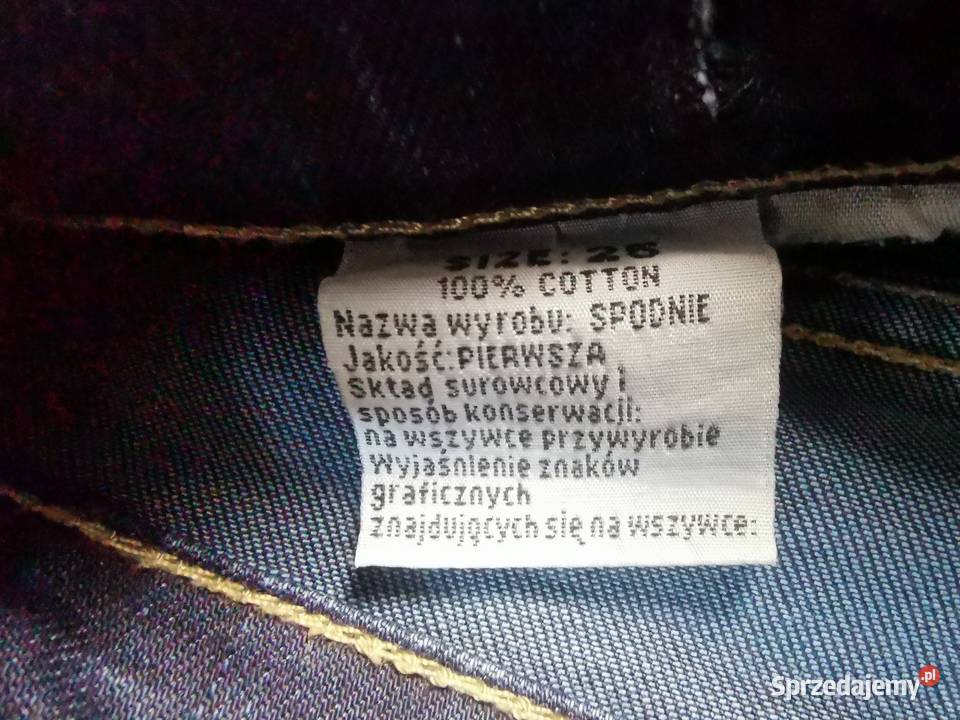 SIZE: 26
100% COTTON
Nazwa wyrobu: SPODNIE
Jakość:PIERWSZA
Skład surowcowy i
sposób konserwacji:
na wszywce przywyrobie
Wyjaśnienie znaków
graficznych
znajdujących się na wszywce:
Sprzedajemy.pl